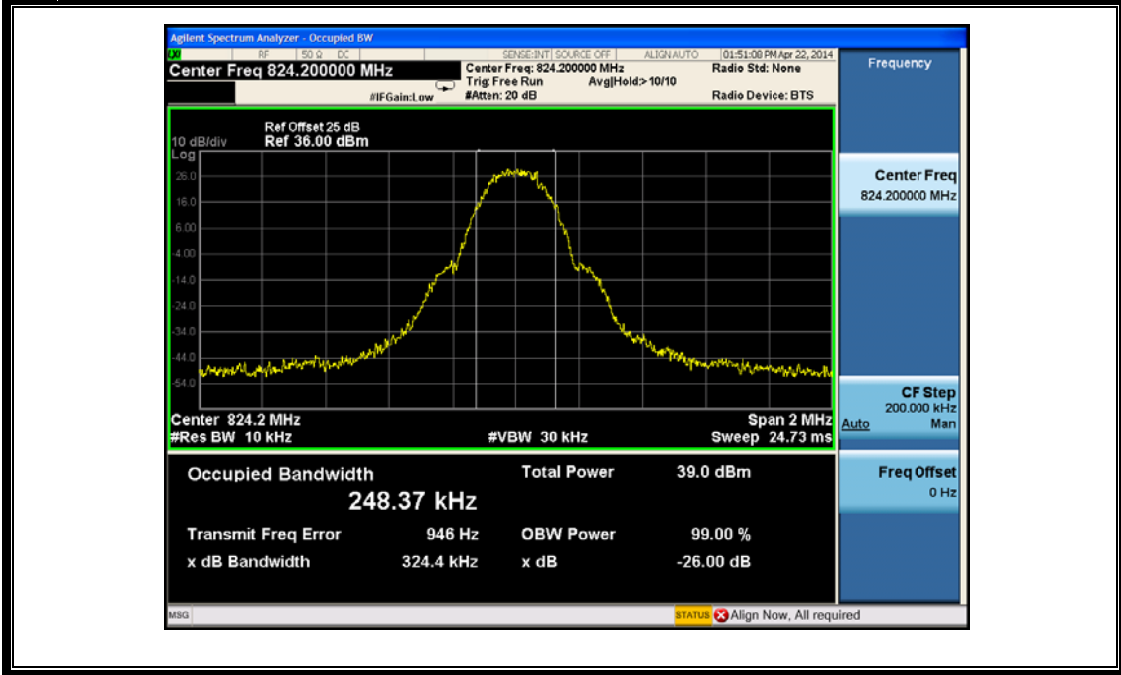 Agilent Spectrum Analyzer - Occupied BW
LXI RF 50 Ω DC SENSE:INT SOURCE OFF ALIGNAUTO 01:51:08 PM Apr 22, 2014
Center Freq 824.200000 MHz
Center Freq: 824.200000 MHz
Radio Std: None
Trig: Free Run Avg|Hold:> 10/10
#IFGain:Low
#Atten: 20 dB
Radio Device: BTS
Ref Offset 25 dB
10 dB/div Ref 36.00 dBm
Log
26.0
16.0
6.00
-4.00
-14.0
-24.0
-34.0
-44.0
-54.0
Center 824.2 MHz Span 2 MHz
#Res BW 10 kHz #VBW 30 kHz Sweep 24.73 ms
Occupied Bandwidth Total Power 39.0 dBm
248.37 kHz
Transmit Freq Error 946 Hz OBW Power 99.00 %
x dB Bandwidth 324.4 kHz x dB -26.00 dB
MSG STATUS Align Now, All required
Frequency
Center Freq
824.200000 MHz
CF Step
200.000 kHz
Auto Man
Freq Offset
0 Hz